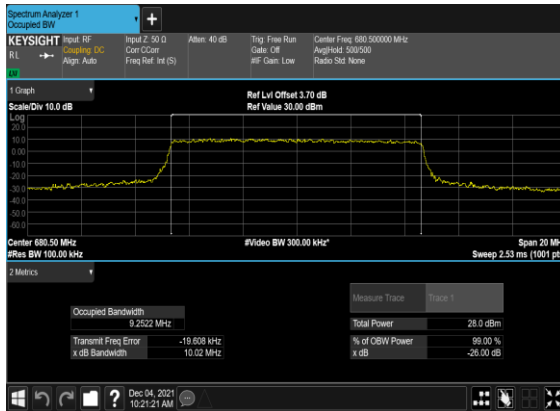 Spectrum Analyzer 1
Occupied BW
+
KEYSIGHT
RL
Input: RF
Coupling: DC
Align: Auto
Input Z: 50 Ω
Corr CCorr
Freq Ref: Int (S)
Atten: 40 dB
Trig: Free Run
Gate: Off
#IF Gain: Low
Center Freq: 680.500000 MHz
Avg|Hold: 500/500
Radio Std: None
1 Graph
Scale/Div 10.0 dB
Ref Lvl Offset 3.70 dB
Ref Value 30.00 dBm
Log
20.0
10.0
0.00
-10.0
-20.0
-30.0
-40.0
-50.0
-60.0
Center 680.50 MHz
#Res BW 100.00 kHz
#Video BW 300.00 kHz*
Span 20 MH
Sweep 2.53 ms (1001 pt
2 Metrics
Measure Trace Trace 1
Occupied Bandwidth
9.2522 MHz
Total Power 28.0 dBm
Transmit Freq Error -19.608 kHz
% of OBW Power 99.00 %
x dB Bandwidth 10.02 MHz
x dB -26.00 dB
?
Dec 04, 2021
10:21:21 AM